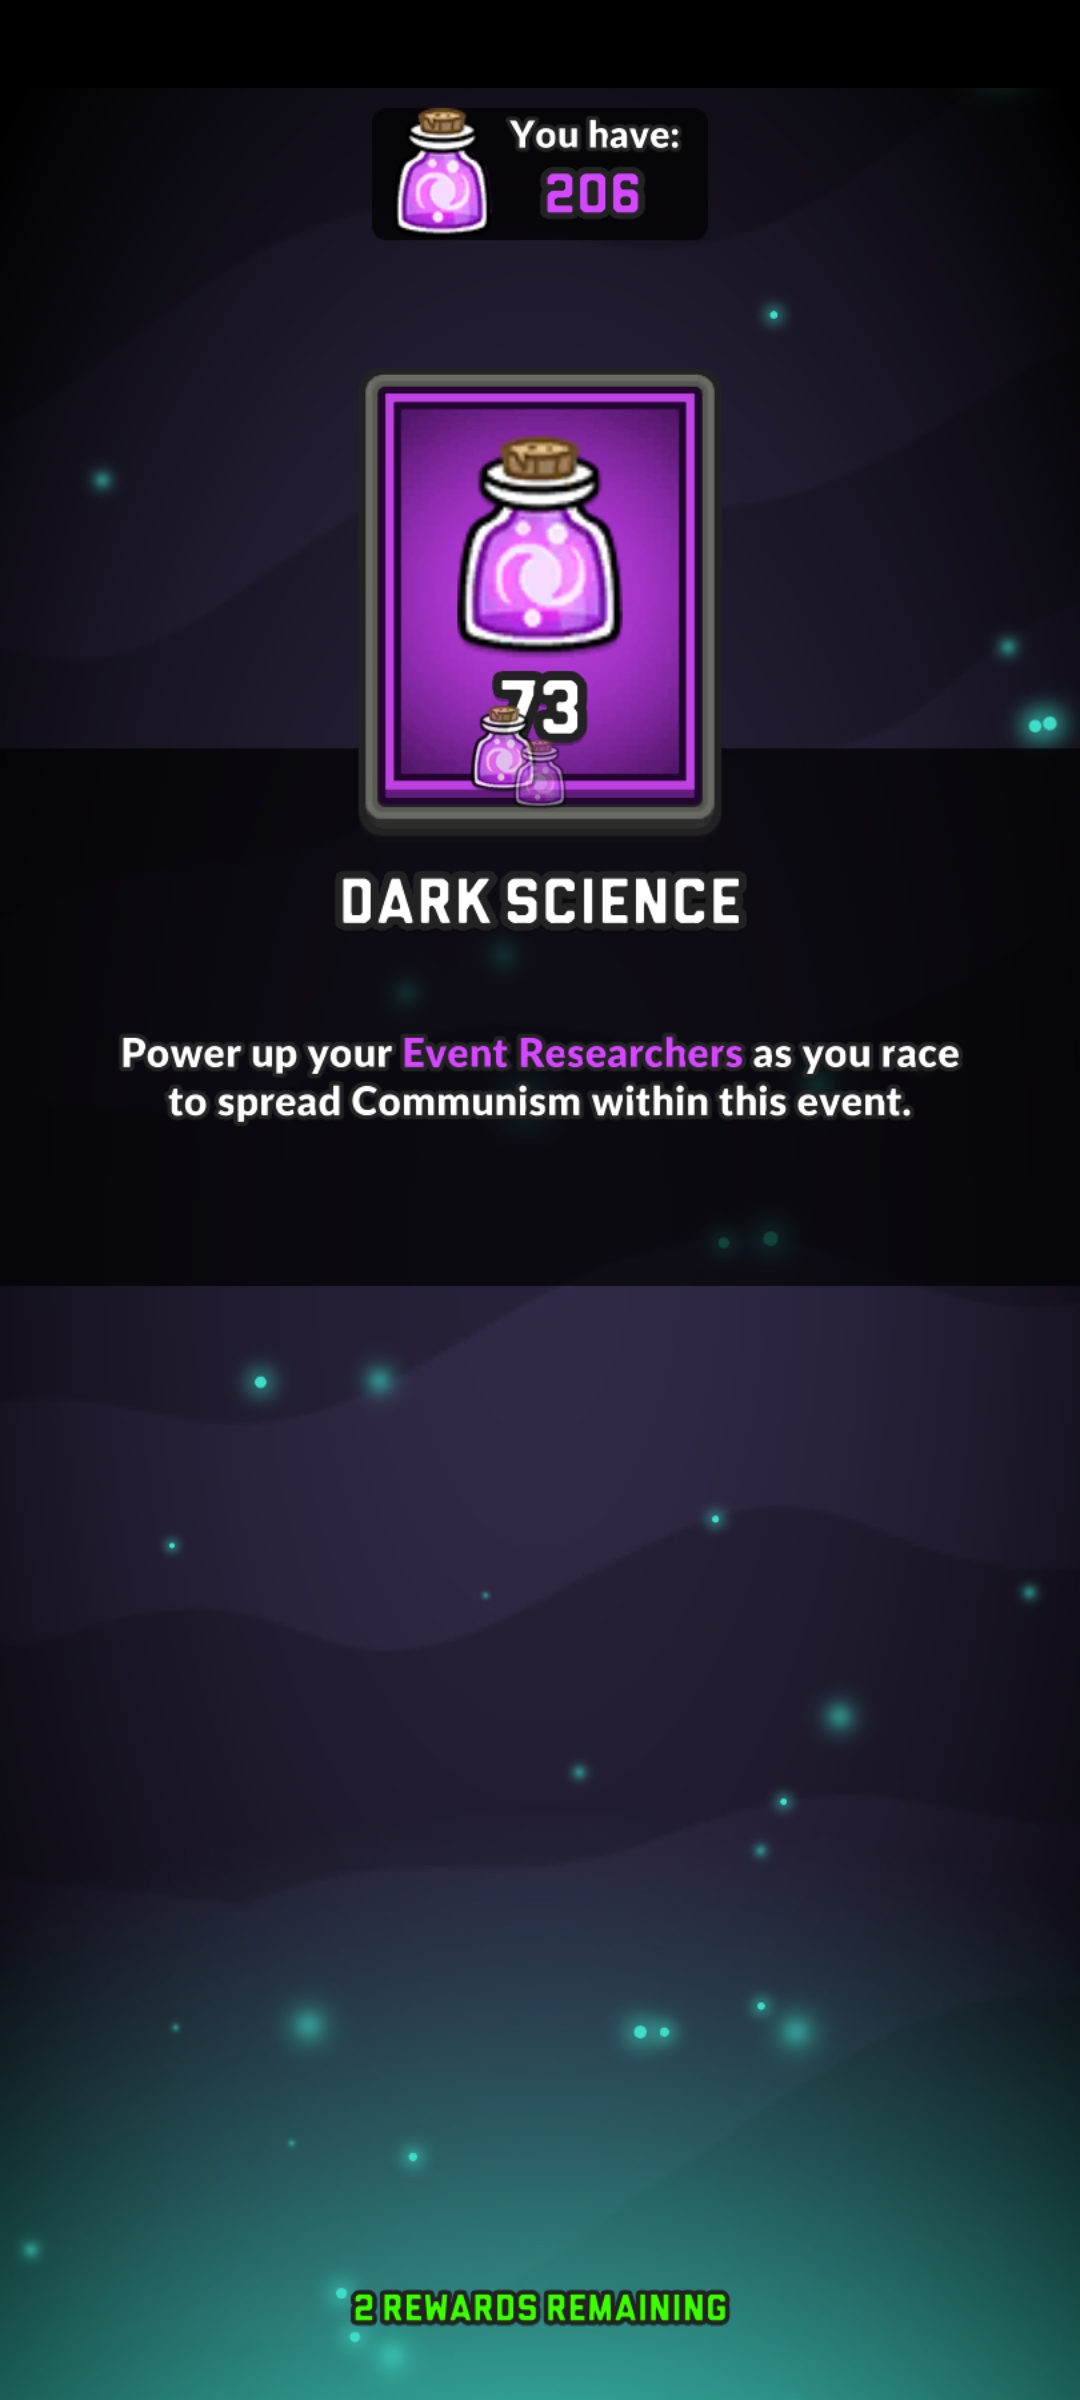 You have:
206
73
DARK SCIENCE
Power up your Event Researchers as you race
to spread Communism within this event.
2 REWARDS REMAINING